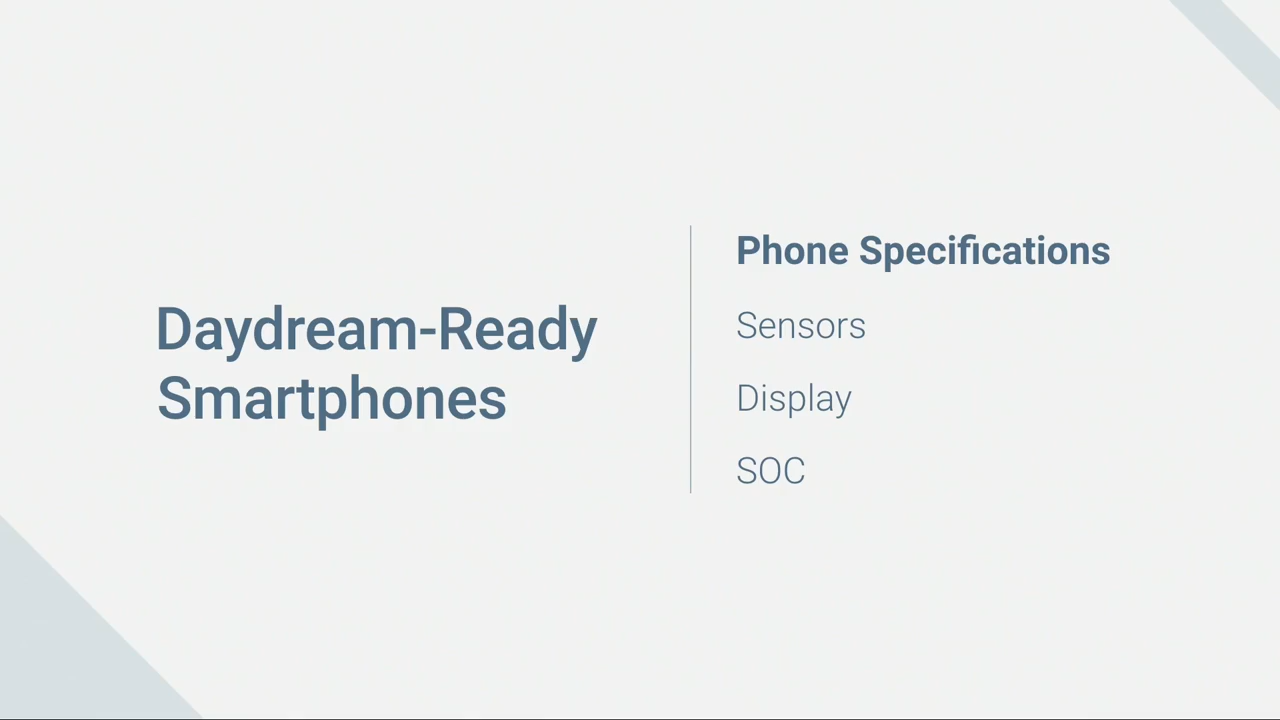 Daydream-Ready
Smartphones
Phone Specifications
Sensors
Display
SOC